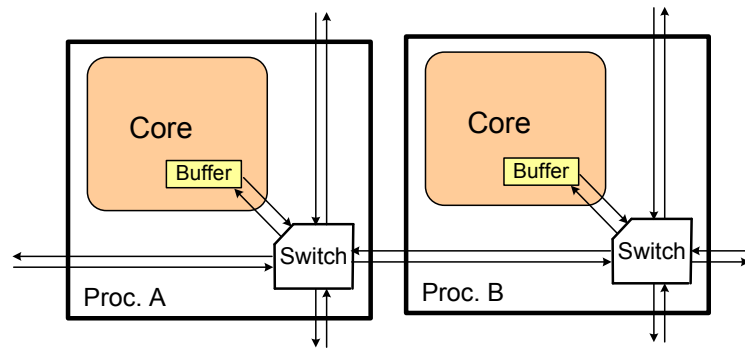 Core
Buffer
Switch
Proc. A
Core
Buffer
Switch
Proc. B